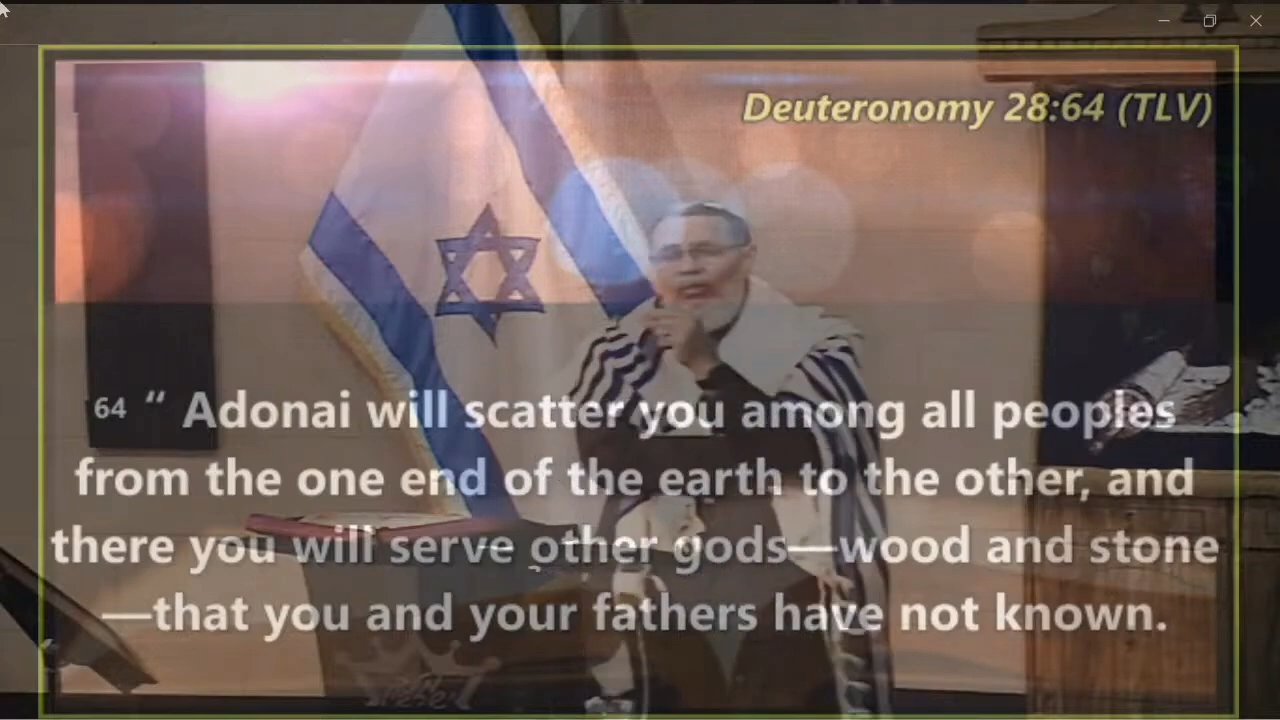 Deuteronomy 28:64 (TLV)
64 “ Adonai will scatter you among all peoples
from the one end of the earth to the other, and
there you will serve other gods—wood and stone
—that you and your fathers have not known.